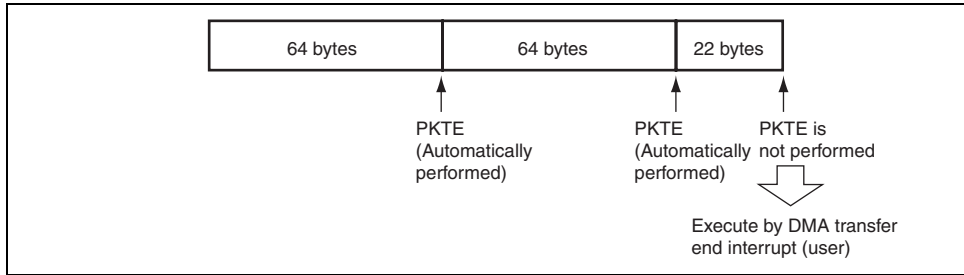 64 bytes
64 bytes
22 bytes
PKTE
(Automatically
performed)
PKTE
(Automatically
performed)
PKTE is
not performed
Execute by DMA transfer
end interrupt (user)